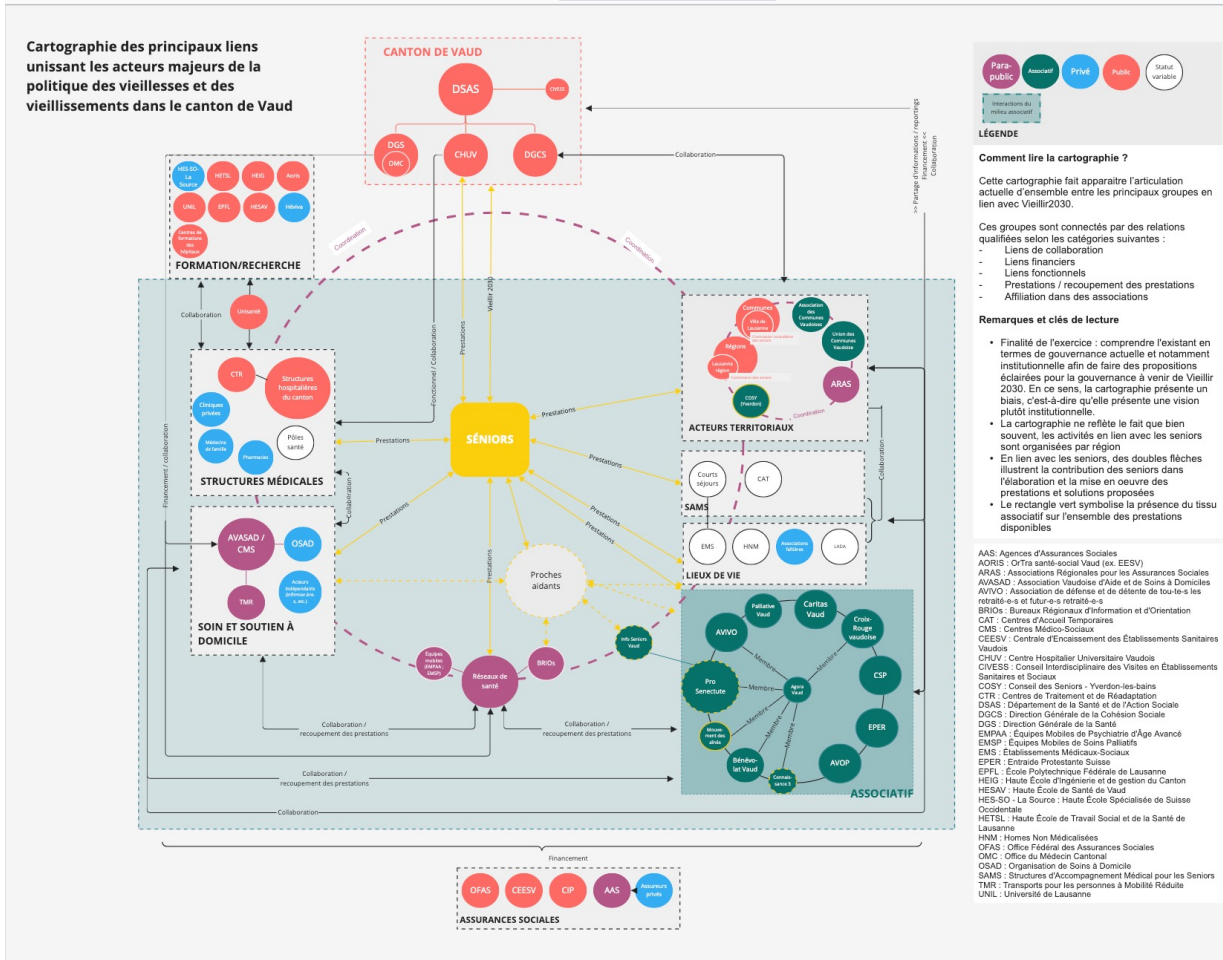 Cartographie des principaux liens
unissant les acteurs majeurs de la
politique des vieillesses et des
vieillissements dans le canton de Vaud
CANTON DE VAUD
DSAS
CIVESS
DGS
OMC
CHUV
DGCS
Collaboration
>> Partage d'informations / reportings
Financement <<
Collaboration
HES-SO-
La
Source
HETSL
HEIG
Aoris
UNIL
EPFL
HESAV
Héviva
Centres de
formations
des
hôpitaux
FORMATION/RECHERCHE
Coordination
Coordination
Collaboration
Unisanté
Fonctionnel / Collaboration
Prestations
Vieillir 2030
CTR
Structures
hospitalières
du canton
Cliniques
privées
Médecins
de famille
Pharmacies
Pôles
santé
STRUCTURES MÉDICALES
Prestations
SÉNIORS
Prestations
Communes
Ville de
Lausanne
Régions
Lausanne
région
Association
des
Communes
Vaudoises
Union des
Communes
Vaudoise
ARAS
COSY
(Yverdon)
Coordination
ACTEURS TERRITORIAUX
Financement / collaboration
Collaboration
Prestations
Prestations
Courts
séjours
CAT
SAMS
Collaboration
Prestations
Prestations
EMS
HNM
Associations
faîtières
LADA
LIEUX DE VIE
AVASAD /
CMS
OSAD
TMR
Acteurs
indépendants
SOIN ET SOUTIEN À
DOMICILE
Prestations
Proches
aidants
Équipes
mobiles
(EMPAA ;
EMSP)
Réseaux de
santé
BRIOs
Info Seniors
Vaud
AVIVO
Palliative
Vaud
Caritas
Vaud
Croix-
Rouge
vaudoise
Pro
Senectute
CSP
EPER
AVOP
Connais-
sance 3
Bénévo-
lat Vaud
Mouve-
ment des
aînés
Agora
Vaud
Membre
Membre
Membre
Membre
Membre
Membre
ASSOCIATIF
Collaboration /
recoupement des prestations
Collaboration /
recoupement des prestations
Collaboration /
recoupement des prestations
Collaboration
Financement
OFAS
CEESV
CIP
AAS
Assureurs
privés
ASSURANCES SOCIALES
Para-
public
Associatif
Privé
Public
Statut
variable
Interactions du
milieu associatif
LÉGENDE
Comment lire la cartographie ?
Cette cartographie fait apparaitre l'articulation
actuelle d'ensemble entre les principaux groupes en
lien avec Vieillir2030.
Ces groupes sont connectés par des relations
qualifiées selon les catégories suivantes :
- Liens de collaboration
- Liens financiers
- Liens fonctionnels
- Prestations / recoupement des prestations
- Affiliation dans des associations
Remarques et clés de lecture
• Finalité de l'exercice : comprendre l'existant en
termes de gouvernance actuelle et notamment
institutionnelle afin de faire des propositions
éclairées pour la gouvernance à venir de Vieillir
2030. En ce sens, la cartographie présente un
biais, c'est-à-dire qu'elle présente une vision
plutôt institutionnelle.
• La cartographie ne reflète le fait que bien
souvent, les activités en lien avec les seniors
sont organisées par région
• En lien avec les seniors, des doubles flèches
illustrent la contribution des seniors dans
l'élaboration et la mise en oeuvre des
prestations et solutions proposées
• Le rectangle vert symbolise la présence du tissu
associatif sur l'ensemble des prestations
disponibles
AAS: Agences d'Assurances Sociales
AORIS : OrTra santé-social Vaud (ex. EESV)
ARAS : Associations Régionales pour les Assurances Sociales
AVASAD : Association Vaudoise d'Aide et de Soins à Domiciles
AVIVO : Association de défense et de détente de tou-te-s les
retraité-e-s et futur-e-s retraité-e-s
BRIOs : Bureaux Régionaux d'Information et d'Orientation
CAT : Centres d'Accueil Temporaires
CMS : Centres Médico-Sociaux
CEESV : Centrale d'Encaissement des Établissements Sanitaires
Vaudois
CHUV : Centre Hospitalier Universitaire Vaudois
CIVESS : Conseil Interdisciplinaire des Visites en Établissements
Sanitaires et Sociaux
COSY : Conseil des Seniors - Yverdon-les-bains
CTR : Centres de Traitement et de Réadaptation
DSAS : Département de la Santé et de l'Action Sociale
DGCS : Direction Générale de la Cohésion Sociale
DGS : Direction Générale de la Santé
EMPAA : Équipes Mobiles de Psychiatrie d'Âge Avancé
EMSP : Équipes Mobiles de Soins Palliatifs
EMS : Établissements Médicaux-Sociaux
EPER : Entraide Protestante Suisse
EPFL : École Polytechnique Fédérale de Lausanne
HEIG : Haute École d'Ingénierie et de gestion du Canton
HESAV : Haute École de Santé de Vaud
HES-SO - La Source : Haute École Spécialisée de Suisse
Occidentale
HETSL : Haute École de Travail Social et de la Santé de
Lausanne
HNM : Homes Non Médicalisées
OFAS : Office Fédéral des Assurances Sociales
OMC : Office du Médecin Cantonal
OSAD : Organisation de Soins à Domicile
SAMS : Structures d'Accompagnement Médical pour les Seniors
TMR : Transports pour les personnes à Mobilité Réduite
UNIL : Université de Lausanne